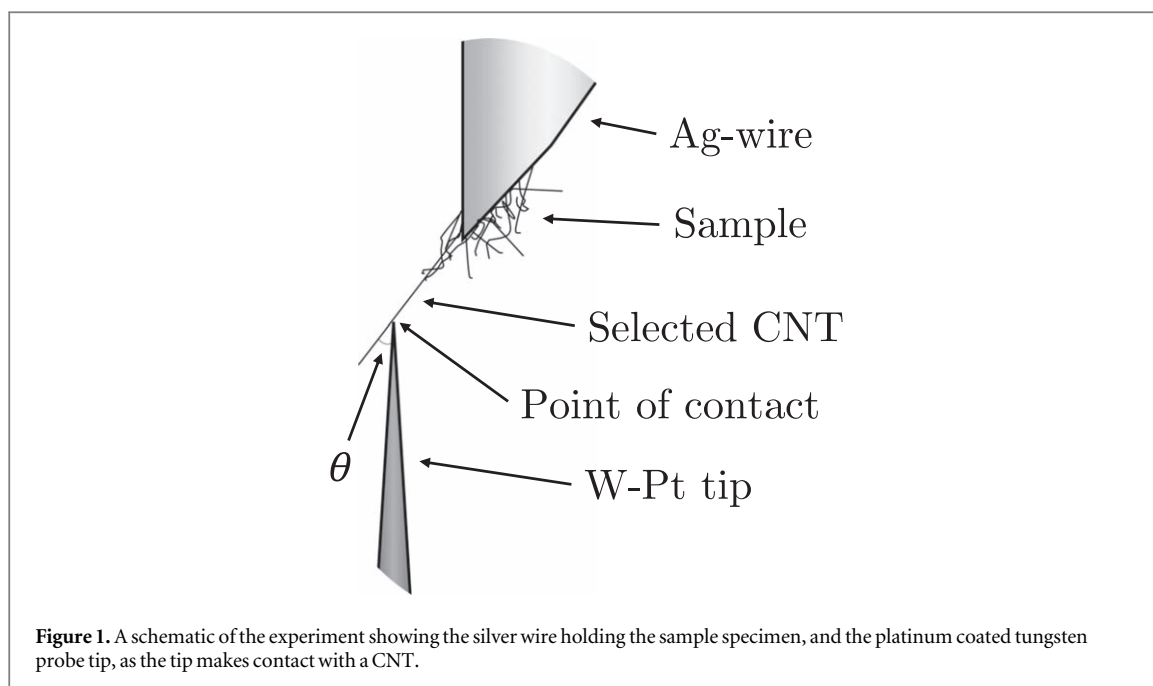 Ag-wire
Sample
Selected CNT
Point of contact
θ
W-Pt tip
Figure 1. A schematic of the experiment showing the silver wire holding the sample specimen, and the platinum coated tungsten
probe tip, as the tip makes contact with a CNT.